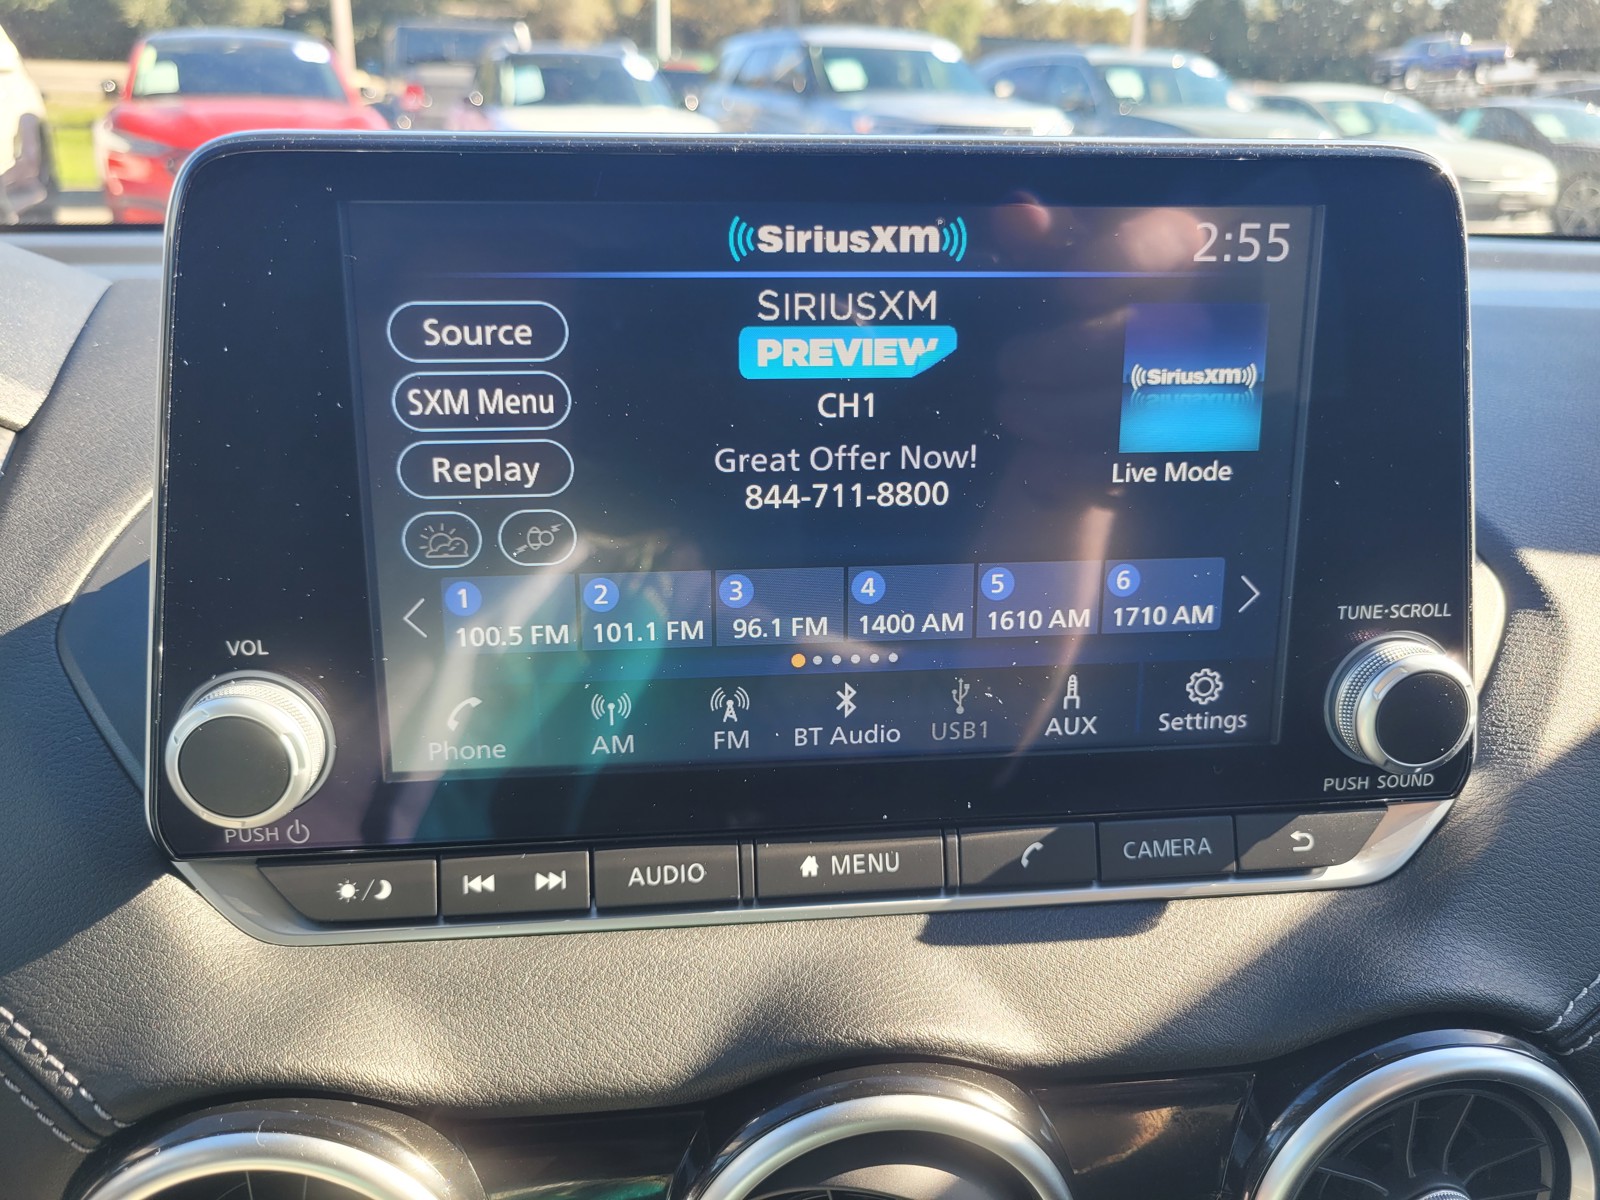 SiriusXM
2:55
SIRIUSXM
PREVIEW
CH1
Great Offer Now!
844-711-8800
Source
SXM Menu
Replay
SiriusXM
Live Mode
1 100.5 FM
2 101.1 FM
3 96.1 FM
4 1400 AM
5 1610 AM
6 1710 AM
Phone
AM
FM
BT Audio
USB1
AUX
Settings
VOL
PUSH
TUNE·SCROLL
PUSH SOUND
AUDIO
MENU
CAMERA